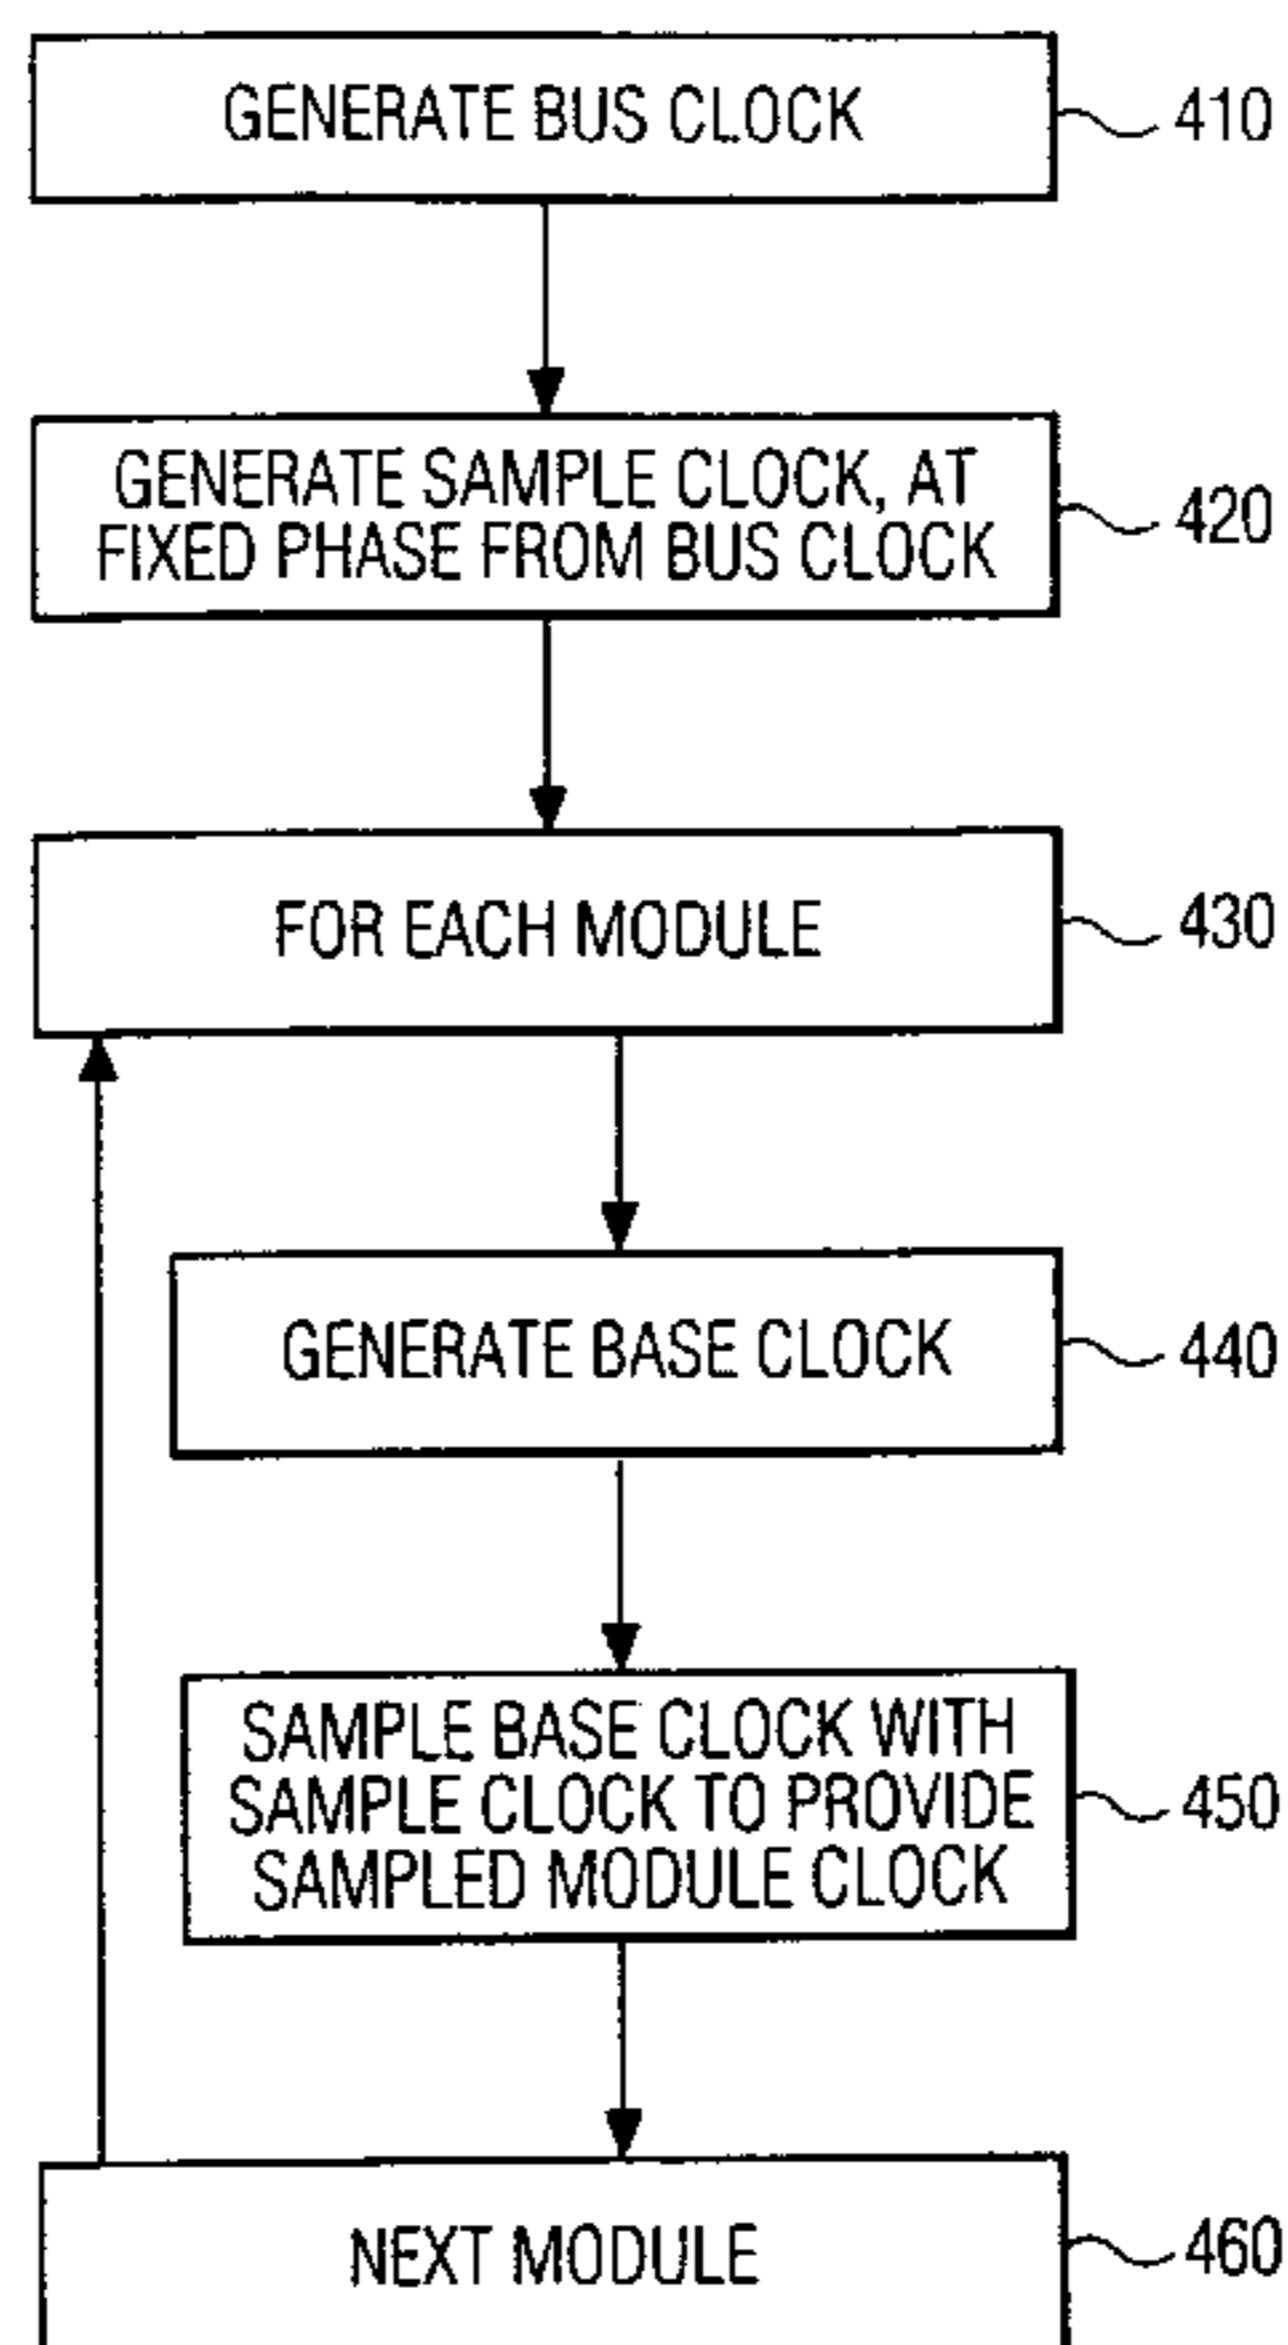 GENERATE BUS CLOCK
410
GENERATE SAMPLE CLOCK, AT
FIXED PHASE FROM BUS CLOCK
420
FOR EACH MODULE
430
GENERATE BASE CLOCK
440
SAMPLE BASE CLOCK WITH
SAMPLE CLOCK TO PROVIDE
SAMPLED MODULE CLOCK
450
NEXT MODULE
460